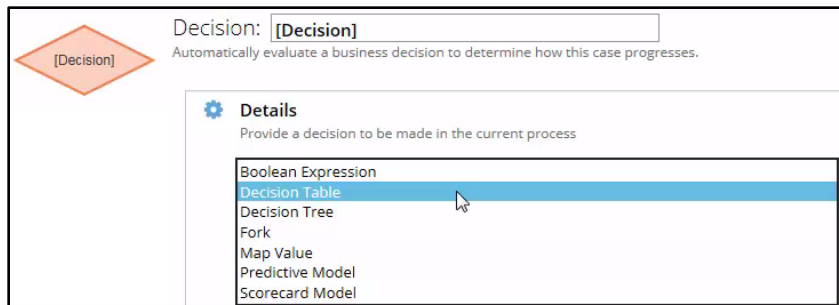 [Decision]
Decision: [Decision]
Automatically evaluate a business decision to determine how this case progresses.
Details
Provide a decision to be made in the current process
Boolean Expression
Decision Table
Decision Tree
Fork
Map Value
Predictive Model
Scorecard Model